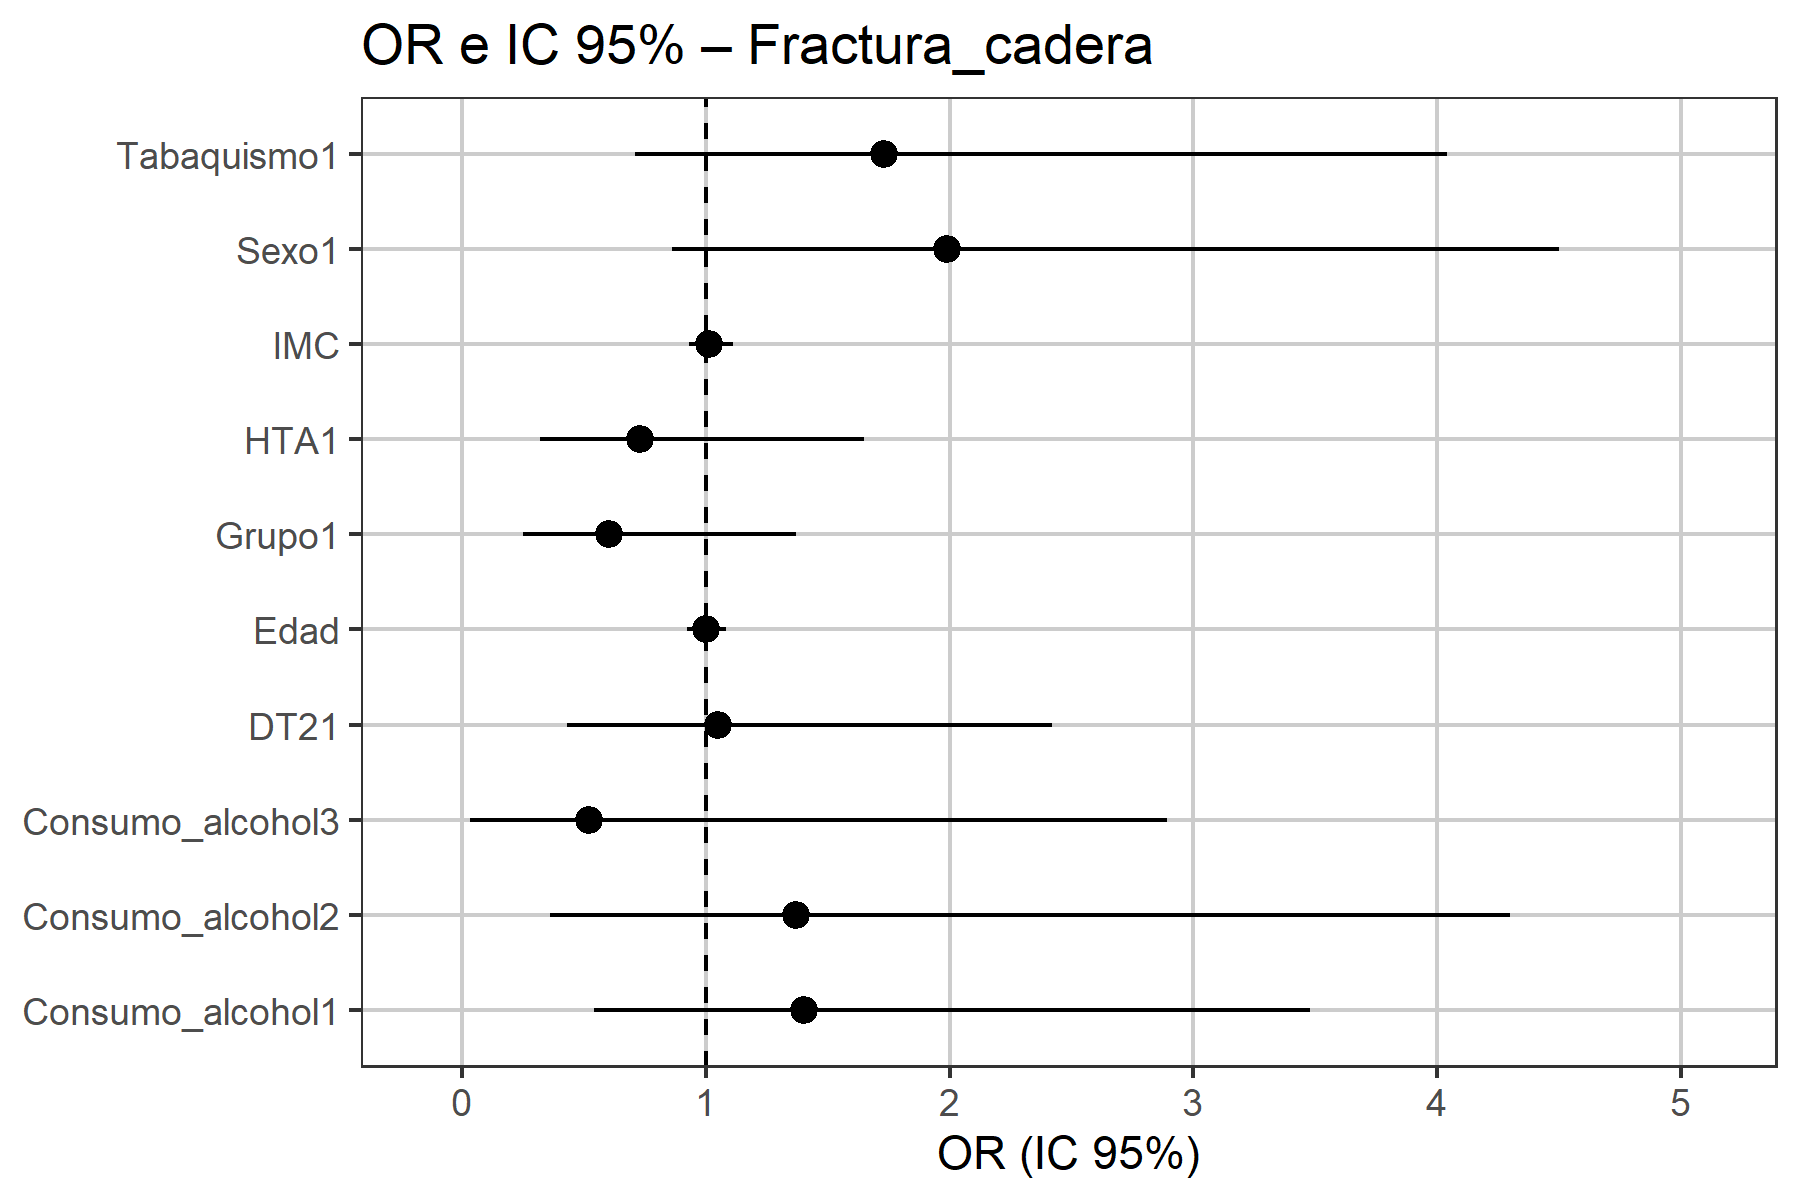 OR e IC 95% – Fractura_cadera
Tabaquismo1
Sexo1
IMC
HTA1
Grupo1
Edad
DT21
Consumo_alcohol3
Consumo_alcohol2
Consumo_alcohol1
0 1 2 3 4 5
OR (IC 95%)